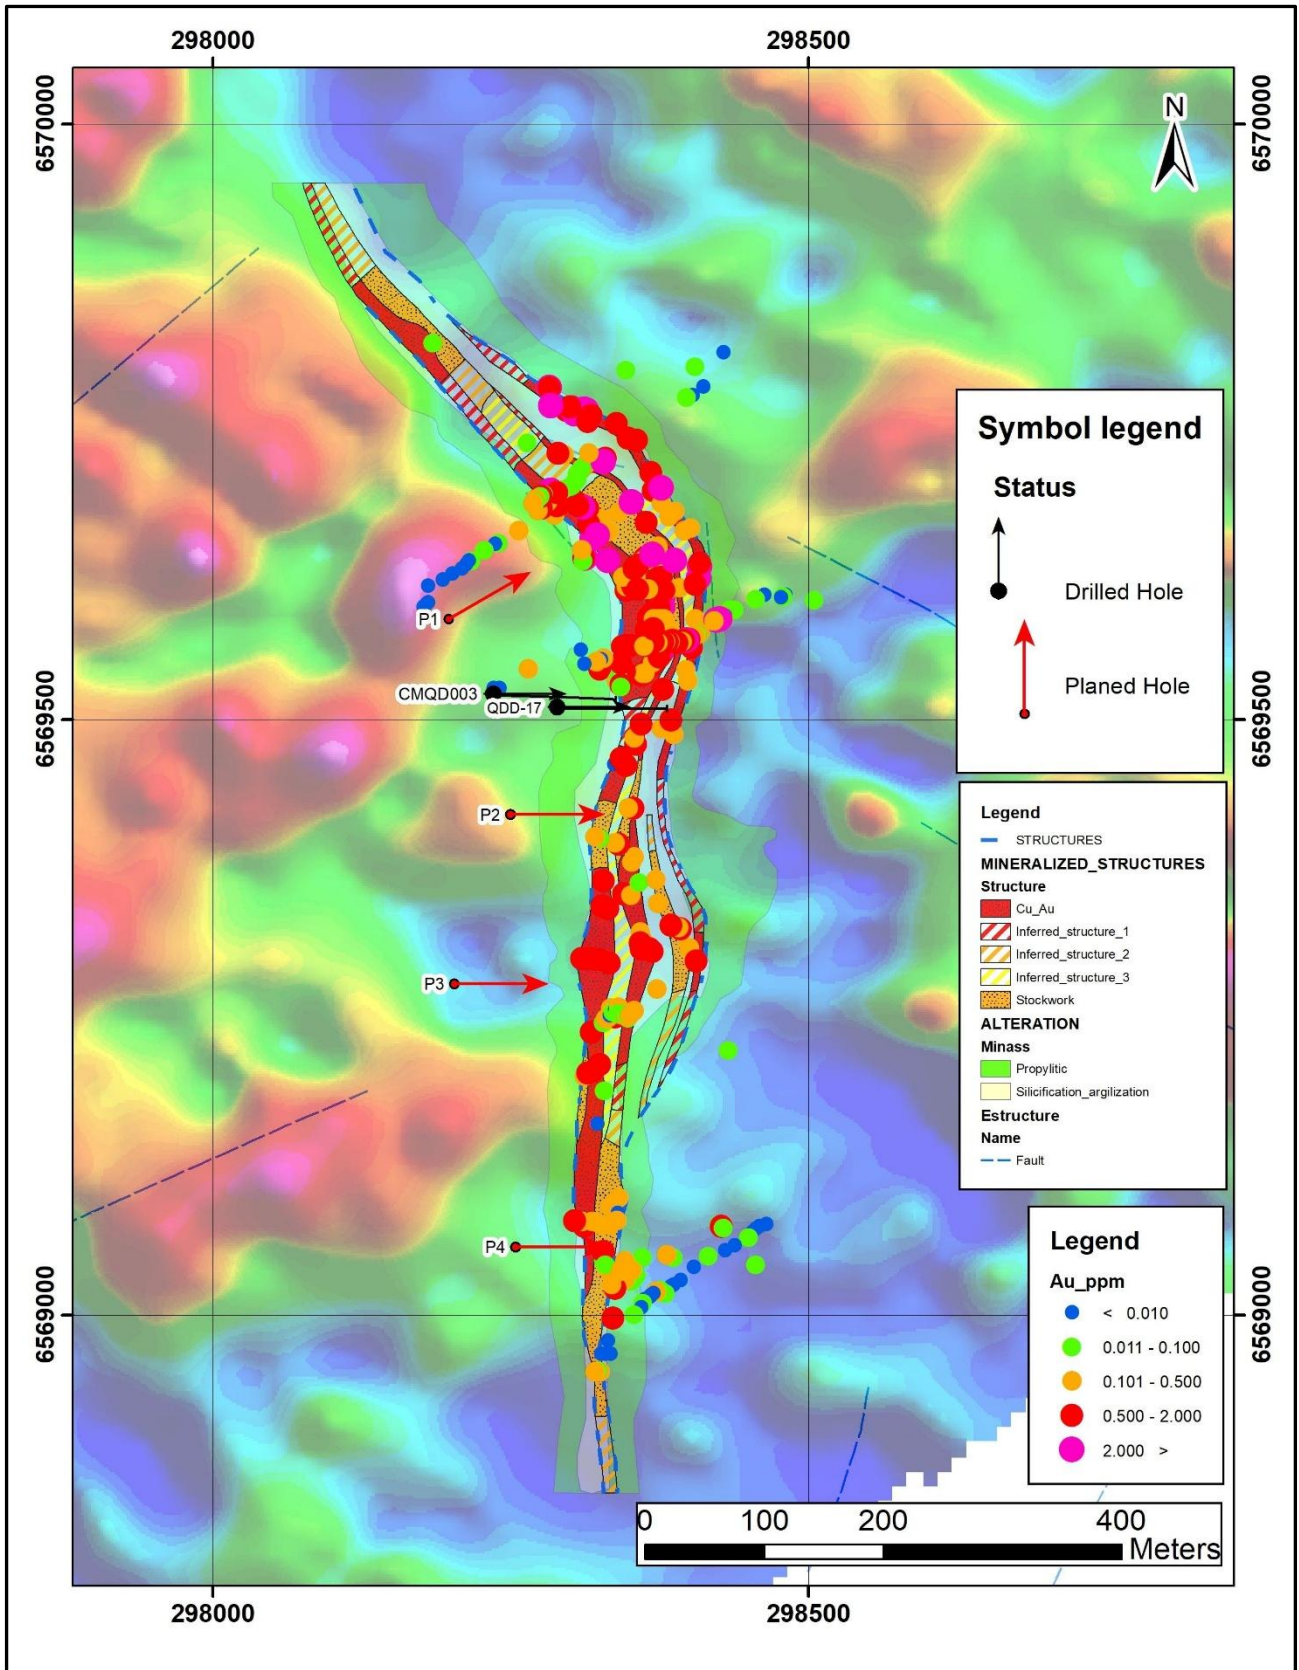 298000
298500
6570000
6570000
N
Symbol legend
Status
Drilled Hole
Planed Hole
P1
CMQD003
QDD-17
6569500
6569500
P2
P3
P4
Legend
STRUCTURES
MINERALIZED_STRUCTURES
Structure
Cu_Au
Inferred_structure_1
Inferred_structure_2
Inferred_structure_3
Stockwork
ALTERATION
Minass
Propylitic
Silicification_argilization
Estructure
Name
Fault
Legend
Au_ppm
< 0.010
0.011 - 0.100
0.101 - 0.500
0.500 - 2.000
2.000 >
6569000
6569000
0 100 200 400
Meters
298000
298500